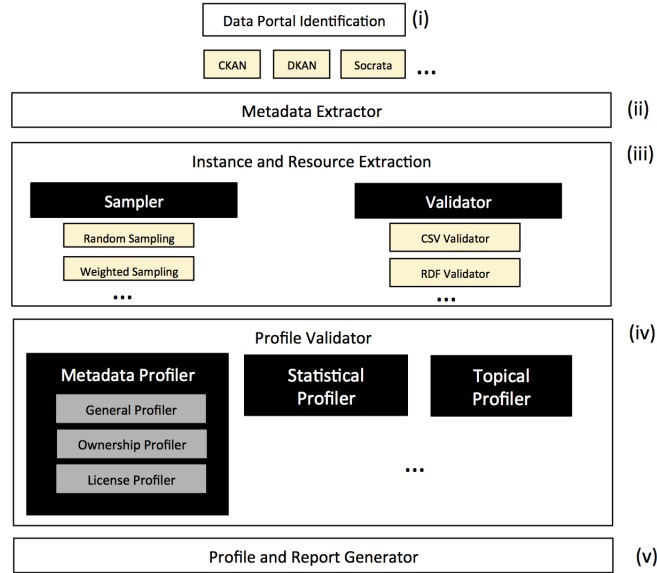 Data Portal Identification (i)
CKAN DKAN Socrata ...
Metadata Extractor (ii)
Instance and Resource Extraction (iii)
Sampler Validator
Random Sampling CSV Validator
Weighted Sampling RDF Validator
... ...
Profile Validator (iv)
Metadata Profiler
General Profiler
Ownership Profiler
License Profiler
Statistical
Profiler
Topical
Profiler
...
Profile and Report Generator (v)